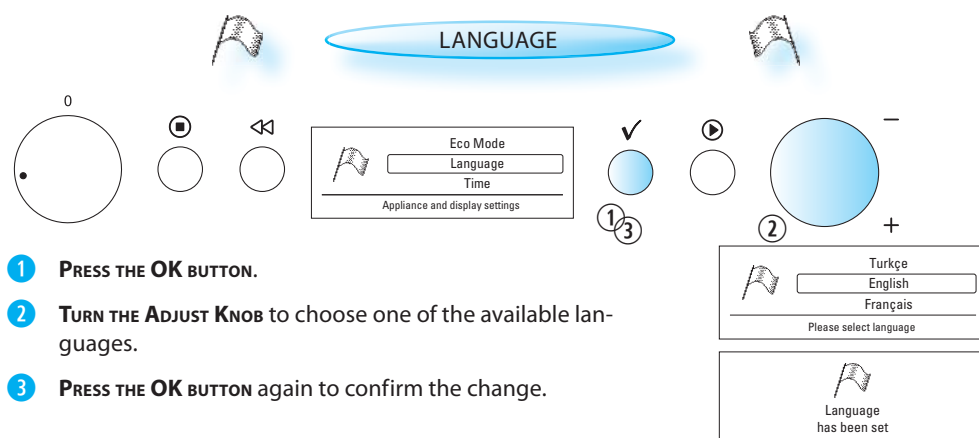 LANGUAGE
0
Eco Mode
Language
Time
Appliance and display settings
−
+
1
3
2
1 Press the OK button.
2 Turn the Adjust Knob to choose one of the available lan-
guages.
3 Press the OK button again to confirm the change.
Turkçe
English
Français
Please select language
Language
has been set